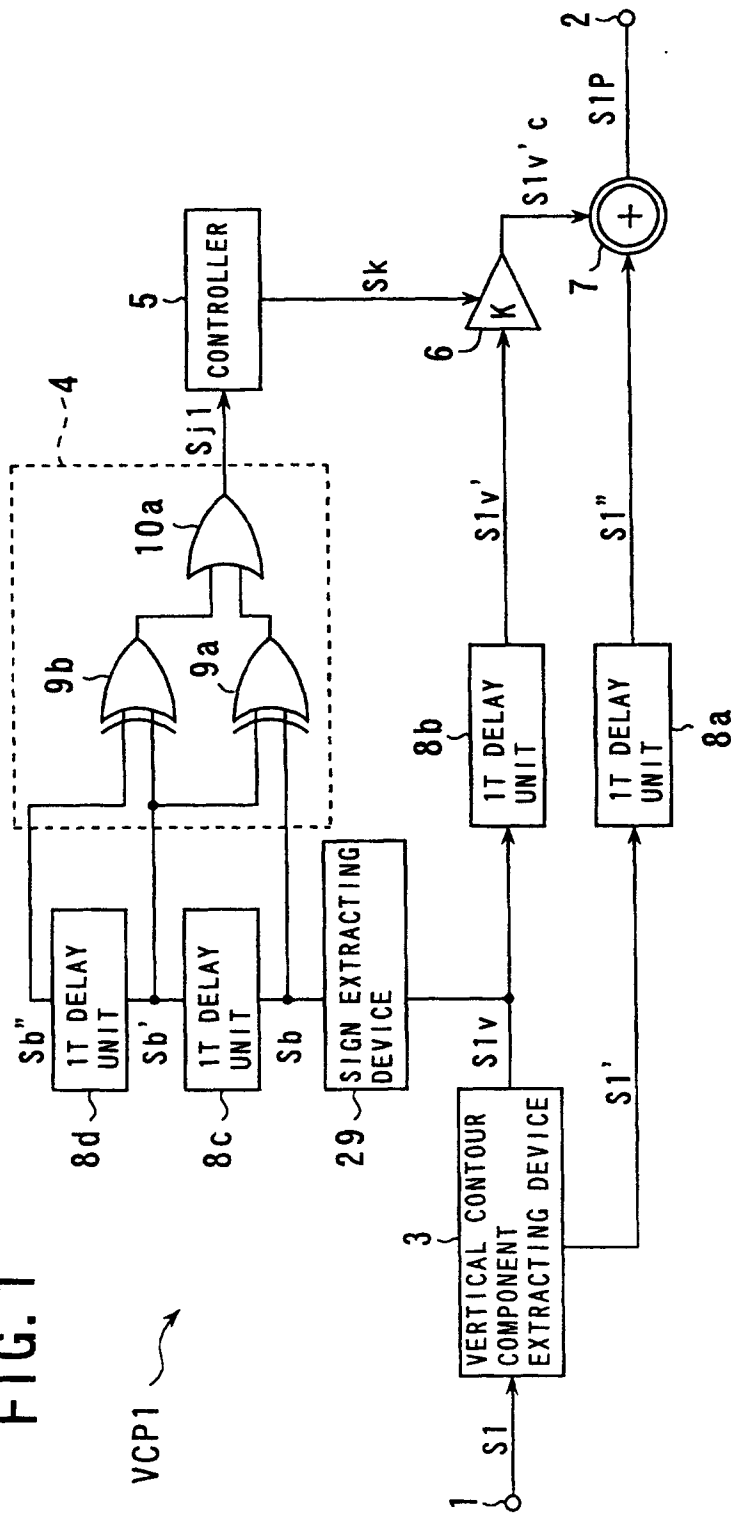 FIG.1
VCP1
1
S1
3
VERTICAL CONTOUR
COMPONENT
EXTRACTING DEVICE
S1v
S1'
29
SIGN EXTRACTING
DEVICE
Sb
8c
1T DELAY
UNIT
Sb'
8d
1T DELAY
UNIT
Sb"
4
9b
9a
10a
Sj1
5
CONTROLLER
Sk
8b
1T DELAY
UNIT
S1v'
6
K
S1v'c
8a
1T DELAY
UNIT
S1"
7
+
S1P
2